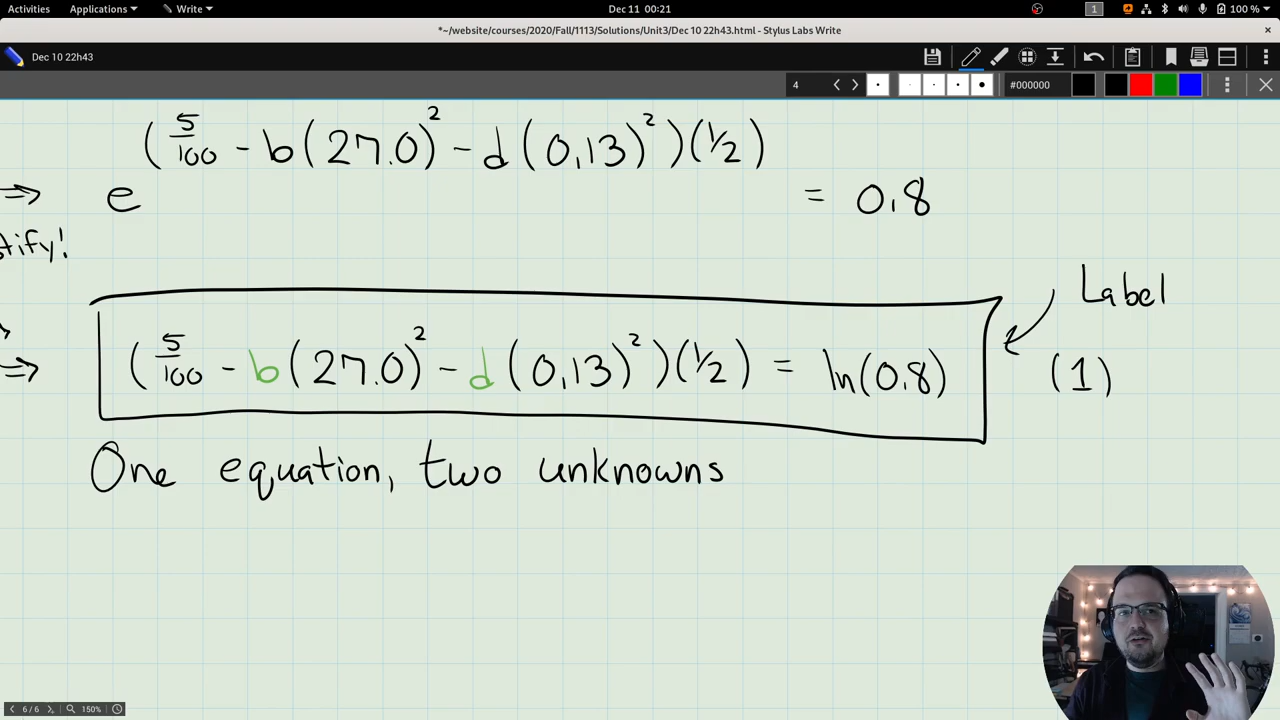 Activities Applications Write Dec 11 00:21 1 100 %
*~/website/courses/2020/Fall/1113/Solutions/Unit3/Dec 10 22h43.html - Stylus Labs Write
Dec 10 22h43
4 #000000
(5/100 - b(27.0)² - d(0,13)²)(1/2)
⇒ e = 0,8
tify!
⇒ (5/100 - b(27.0)² - d(0,13)²)(1/2) = ln(0.8)
Label
(1)
One equation, two unknowns
6/6 150%